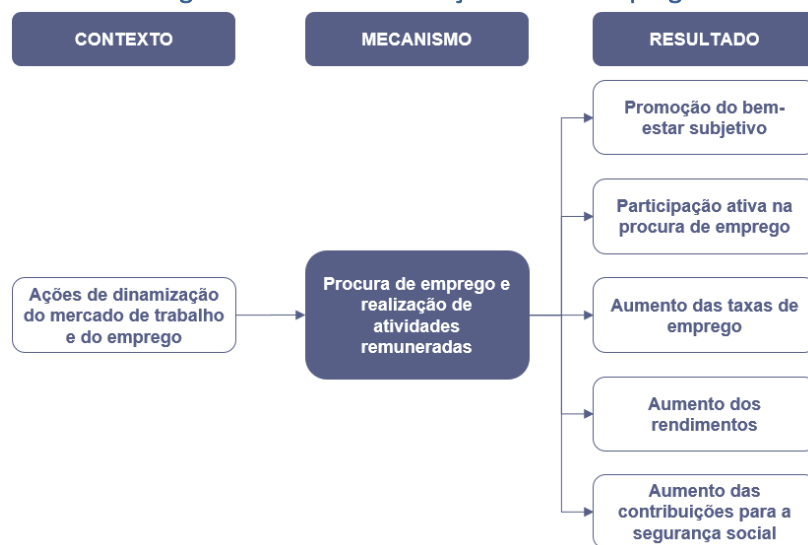 CONTEXTO
MECANISMO
RESULTADO
Promoção do bem-
estar subjetivo
Participação ativa na
procura de emprego
Ações de dinamização
do mercado de trabalho
e do emprego
Procura de emprego e
realização de
atividades
remuneradas
Aumento das taxas de
emprego
Aumento dos
rendimentos
Aumento das
contribuições para a
segurança social